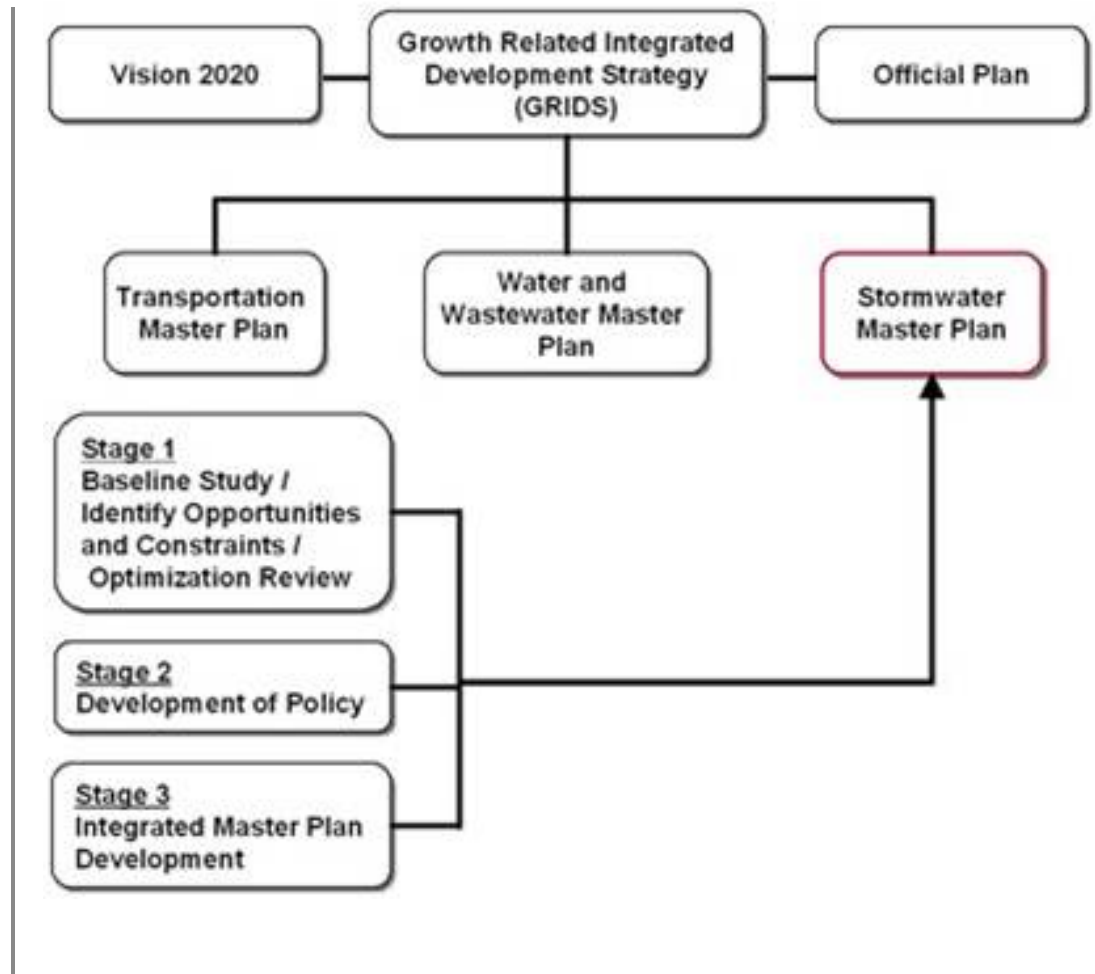 Vision 2020
Growth Related Integrated
Development Strategy
(GRIDS)
Official Plan
Transportation
Master Plan
Water and
Wastewater Master
Plan
Stormwater
Master Plan
Stage 1
Baseline Study /
Identify Opportunities
and Constraints /
Optimization Review
Stage 2
Development of Policy
Stage 3
Integrated Master Plan
Development